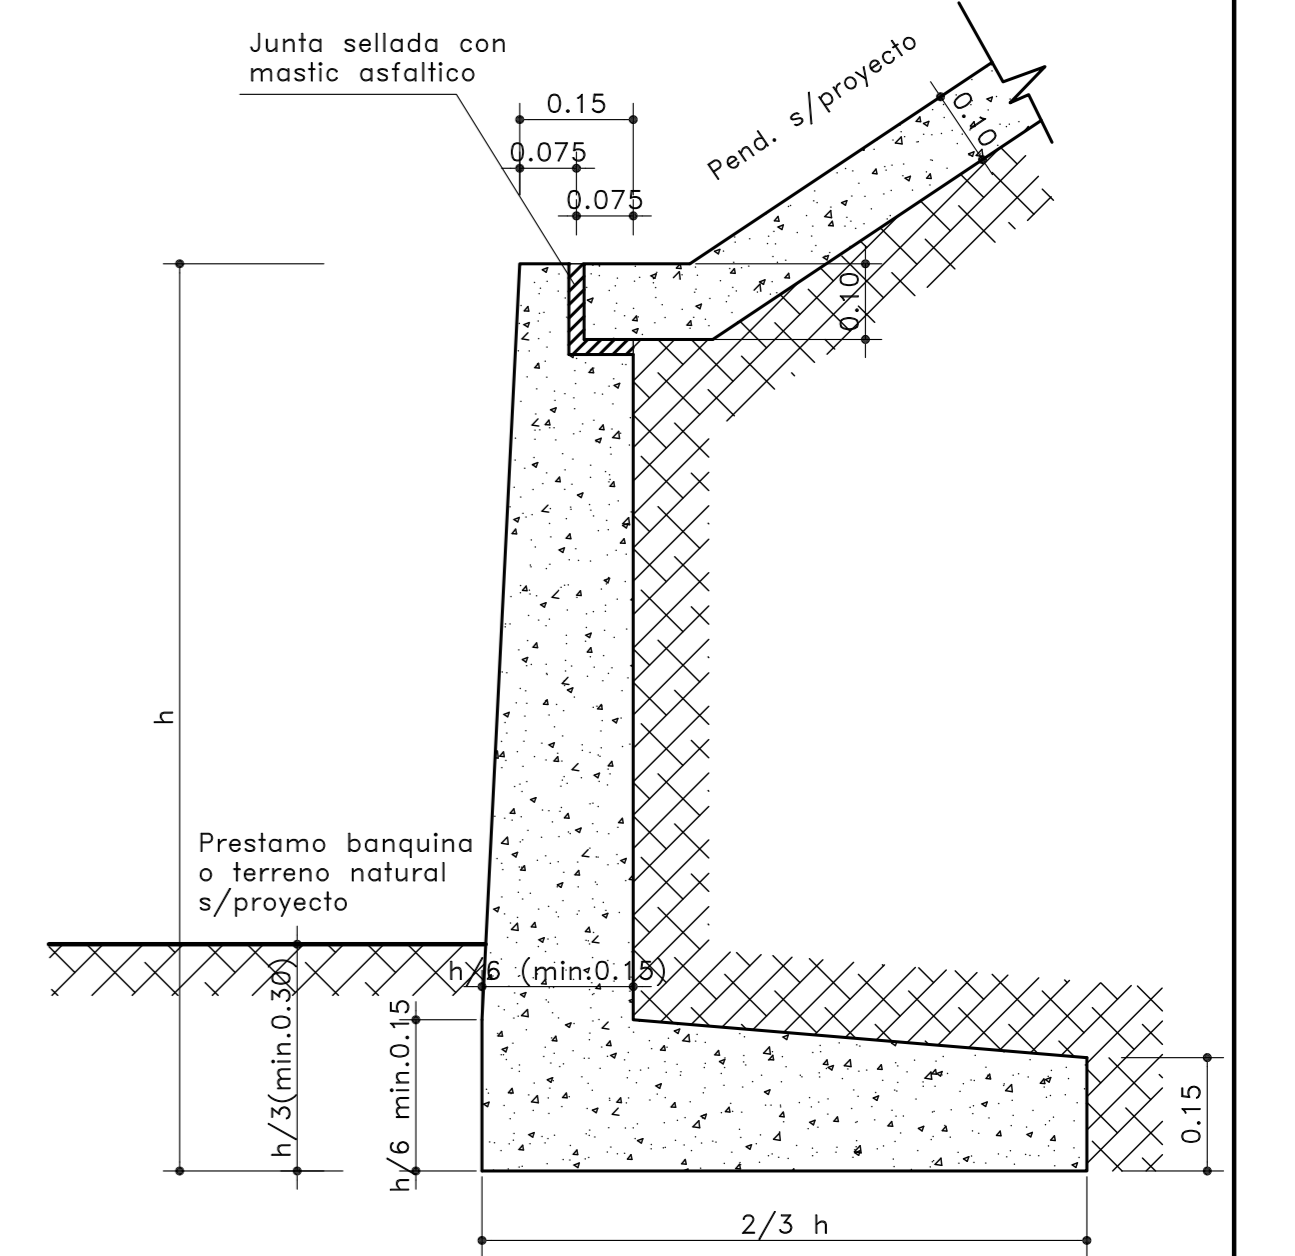 Junta sellada con
mastic asfaltico
0.15
0.075
0.075
Pend. s/proyecto
0.10
0.10
h
Prestamo banquina
o terreno natural
s/proyecto
h/6 (min.0.15)
h/3(min.0.30)
h/6 min.0.15
0.15
2/3 h